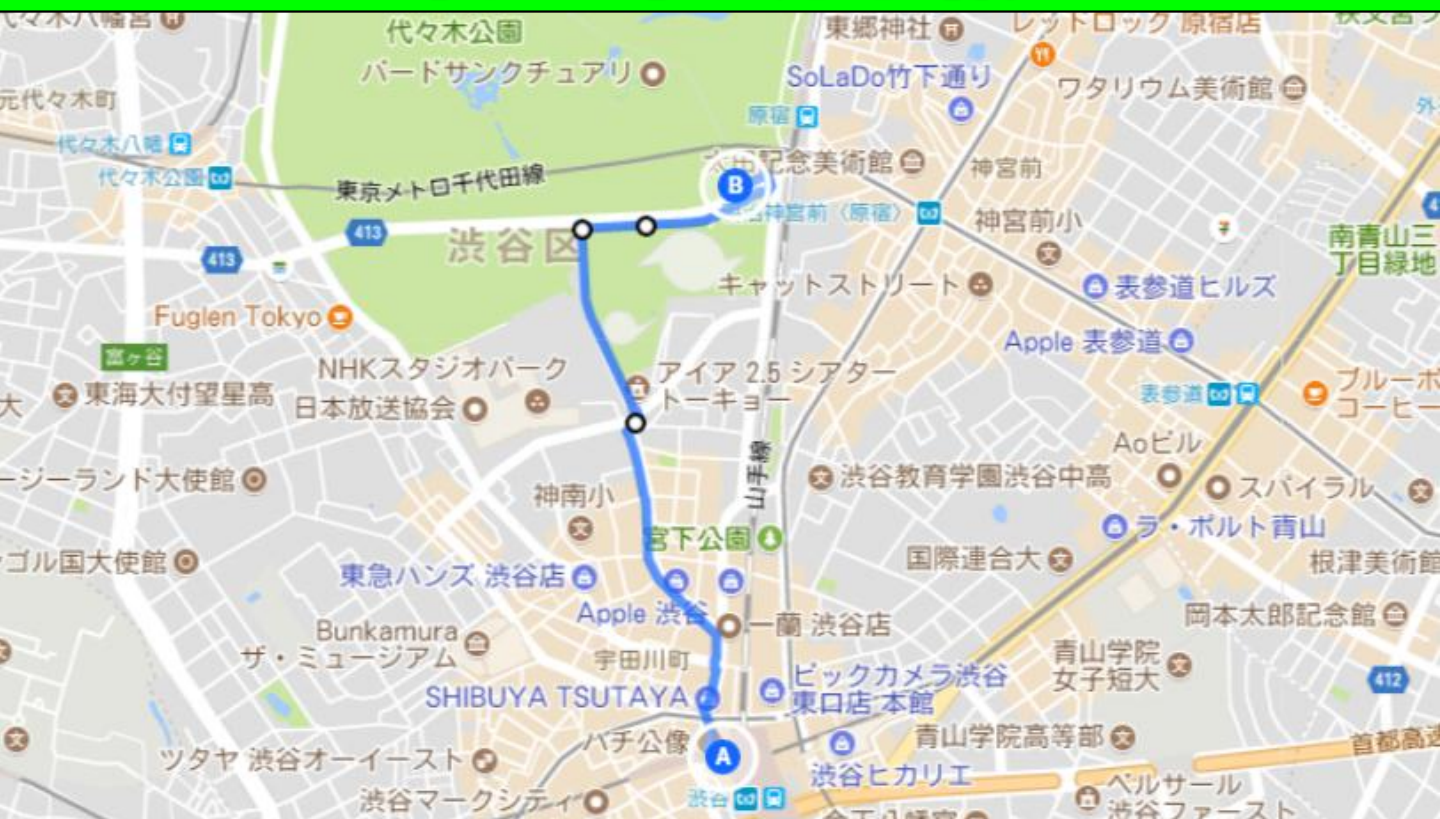 代々木八幡宮
代々木公園
東郷神社
レッドロック 原宿店
バードサンクチュアリ
SoLaDo竹下通り
ワタリウム美術館
元代々木町
原宿
外
代々木八幡
記念美術館
神宮前
代々木公園
東京メトロ千代田線
B
神宮前〈原宿〉
神宮前小
4
413
渋谷区
南青山三
丁目緑地
413
キャットストリート
表参道ヒルズ
Fuglen Tokyo
Apple 表参道
富ヶ谷
NHKスタジオパーク
アイア 2.5 シアター
トーキョー
東海大付望星高
日本放送協会
表参道
ブルーボ
コーヒー
大
山手線
Aoビル
ージーランド大使館
神南小
渋谷教育学園渋谷中高
スパイラル
宮下公園
ラ・ポルト青山
ンゴル国大使館
東急ハンズ 渋谷店
国際連合大
根津美術館
Apple 渋谷
一蘭 渋谷店
岡本太郎記念館
Bunkamura
ザ・ミュージアム
宇田川町
青山学院
女子短大
SHIBUYA TSUTAYA
ビックカメラ渋谷
東口店 本館
412
ハチ公像
A
青山学院高等部
首都高速
ツタヤ 渋谷オーイースト
渋谷ヒカリエ
ベルサール
渋谷ファースト
渋谷マークシティ
渋谷